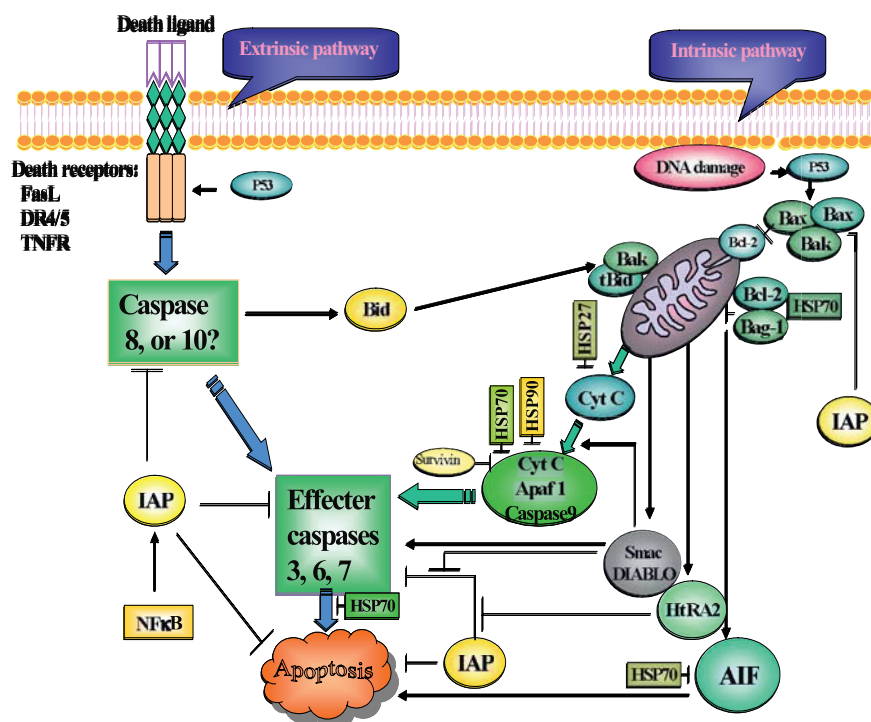 Death ligand
Extrinsic pathway
Intrinsic pathway
Death receptors:
FasL
DR4/5
TNFR
P53
DNA damage
P53
Bax
Bax
Bak
Bcl-2
Bak
tBid
Bcl-2
HSP70
Bag-1
Caspase
8, or 10?
Bid
HSP27
Cyt C
HSP70
HSP90
IAP
Survivin
Cyt C
Apaf 1
Caspase9
IAP
Effecter
caspases
3, 6, 7
Smac
DIABLO
HtRA2
NFκB
HSP70
Apoptosis
IAP
HSP70
AIF